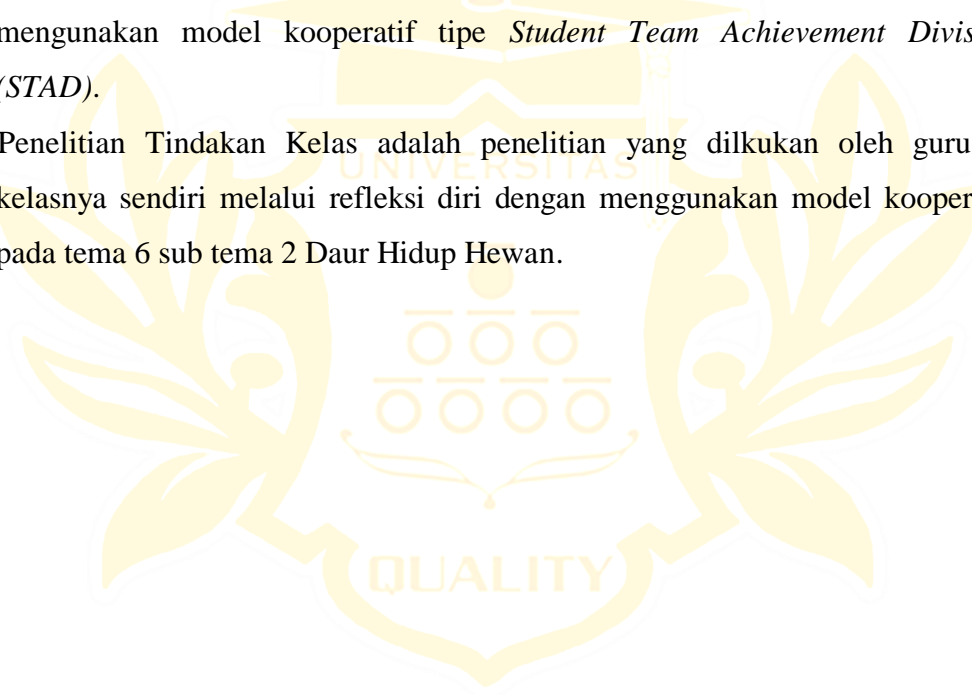 mengunakan model kooperatif tipe Student Team Achievement Divis
(STAD).
Penelitian Tindakan Kelas adalah penelitian yang dilkukan oleh guru
UNIVERSITAS
kelasnya sendiri melalui refleksi diri dengan menggunakan model kooper
pada tema 6 sub tema 2 Daur Hidup Hewan.
QUALITY